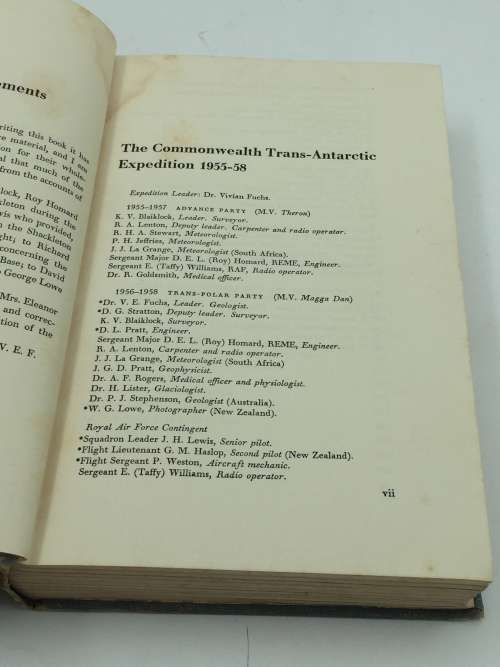 ements
riting this book it has
re material, and I am
ion for their whole-
al that much of the
from the accounts of
lock, Roy Homard
kleton during the
wis who provided,
n the Shackleton
ght; to Richard
oncerning the
Base; to David
o George Lowe
Mrs. Eleanor
and correc-
tion of the
V. E. F.
The Commonwealth Trans-Antarctic
Expedition 1955-58
Expedition Leader: Dr. Vivian Fuchs.
1955–1957 ADVANCE PARTY (M.V. Theron)
K. V. Blaiklock, Leader. Surveyor.
R. A. Lenton, Deputy leader. Carpenter and radio operator.
R. H. A. Stewart, Meteorologist.
P. H. Jeffries, Meteorologist.
J. J. La Grange, Meteorologist (South Africa).
Sergeant Major D. E. L. (Roy) Homard, REME, Engineer.
Sergeant E. (Taffy) Williams, RAF, Radio operator.
Dr. R. Goldsmith, Medical officer.
1956–1958 TRANS-POLAR PARTY (M.V. Magga Dan)
*Dr. V. E. Fuchs, Leader. Geologist.
*D. G. Stratton, Deputy leader. Surveyor.
K. V. Blaiklock, Surveyor.
*D. L. Pratt, Engineer.
Sergeant Major D. E. L. (Roy) Homard, REME, Engineer.
R. A. Lenton, Carpenter and radio operator.
J. J. La Grange, Meteorologist (South Africa)
J. G. D. Pratt, Geophysicist.
Dr. A. F. Rogers, Medical officer and physiologist.
Dr. H. Lister, Glaciologist.
Dr. P. J. Stephenson, Geologist (Australia).
*W. G. Lowe, Photographer (New Zealand).
Royal Air Force Contingent
*Squadron Leader J. H. Lewis, Senior pilot.
*Flight Lieutenant G. M. Haslop, Second pilot (New Zealand).
*Flight Sergeant P. Weston, Aircraft mechanic.
Sergeant E. (Taffy) Williams, Radio operator.
vii